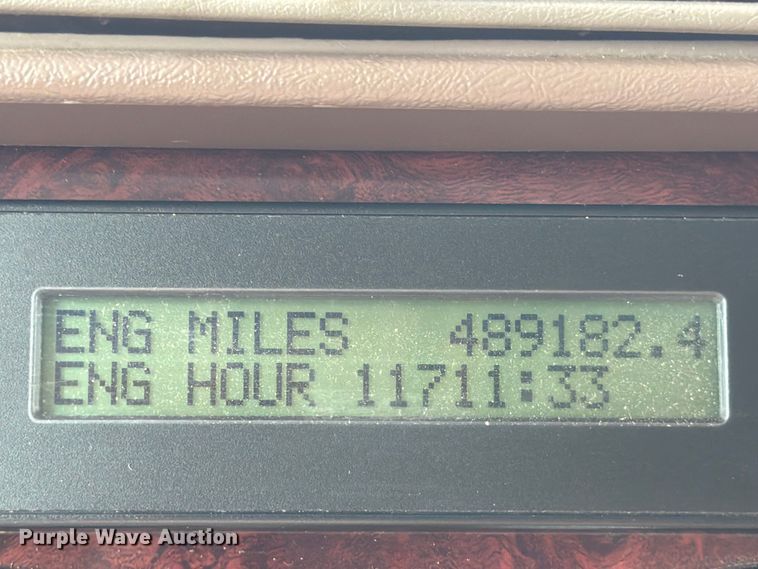 ENG MILES 489182.4
ENG HOUR 11711:33
Purple Wave Auction